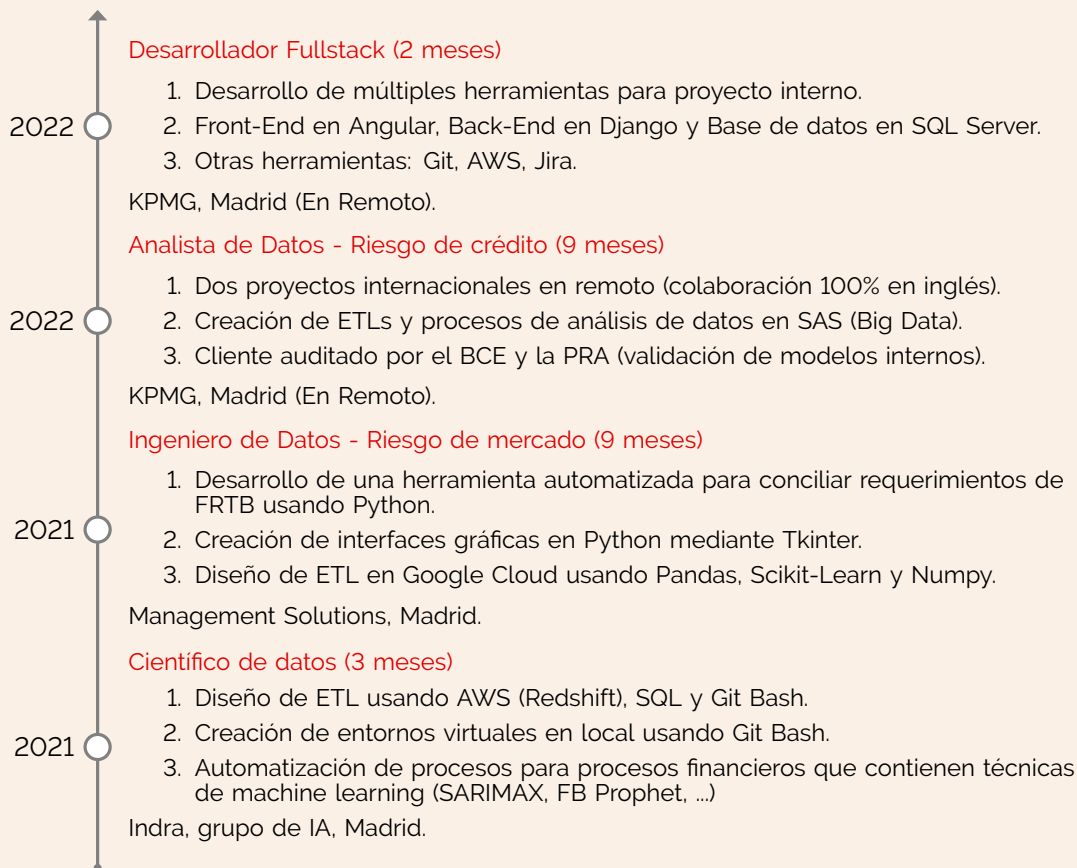 Desarrollador Fullstack (2 meses)
1. Desarrollo de múltiples herramientas para proyecto interno.
2022
2. Front-End en Angular, Back-End en Django y Base de datos en SQL Server.
3. Otras herramientas: Git, AWS, Jira.
KPMG, Madrid (En Remoto).
Analista de Datos - Riesgo de crédito (9 meses)
1. Dos proyectos internacionales en remoto (colaboración 100% en inglés).
2022
2. Creación de ETLs y procesos de análisis de datos en SAS (Big Data).
3. Cliente auditado por el BCE y la PRA (validación de modelos internos).
KPMG, Madrid (En Remoto).
Ingeniero de Datos - Riesgo de mercado (9 meses)
1. Desarrollo de una herramienta automatizada para conciliar requerimientos de
FRTB usando Python.
2021
2. Creación de interfaces gráficas en Python mediante Tkinter.
3. Diseño de ETL en Google Cloud usando Pandas, Scikit-Learn y Numpy.
Management Solutions, Madrid.
Científico de datos (3 meses)
1. Diseño de ETL usando AWS (Redshift), SQL y Git Bash.
2. Creación de entornos virtuales en local usando Git Bash.
2021
3. Automatización de procesos para procesos financieros que contienen técnicas
de machine learning (SARIMAX, FB Prophet, ...)
Indra, grupo de IA, Madrid.